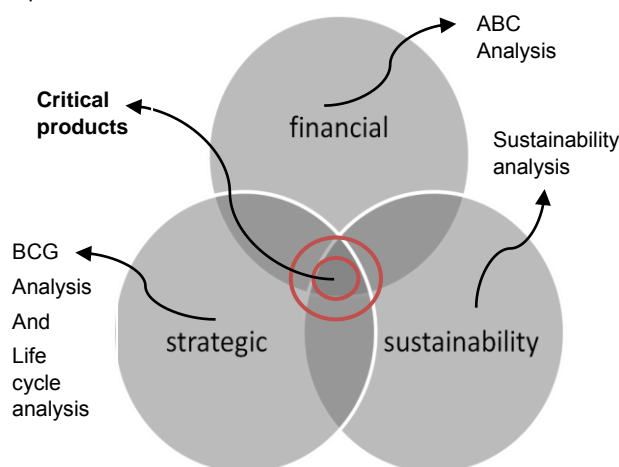 ABC
Analysis
Critical
products
financial
Sustainability
analysis
BCG
Analysis
And
Life
cycle
analysis
strategic
sustainability